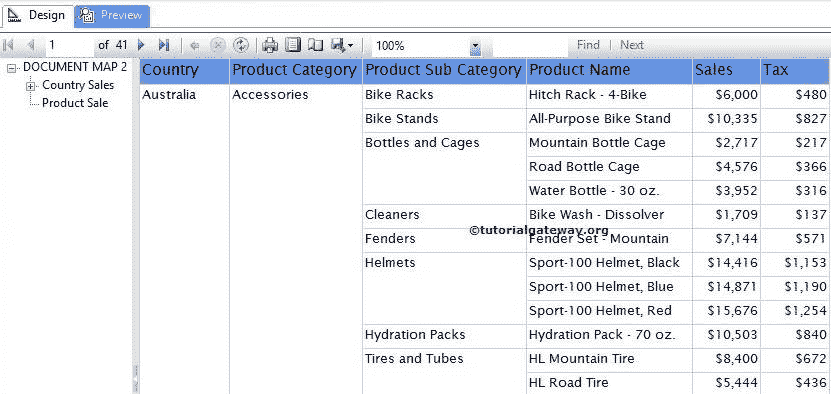 Design Preview
1 of 41 100% Find | Next
DOCUMENT MAP 2
Country Sales
Product Sale
Country Product Category Product Sub Category Product Name Sales Tax
Australia Accessories Bike Racks Hitch Rack - 4-Bike $6,000 $480
Bike Stands All-Purpose Bike Stand $10,335 $827
Bottles and Cages Mountain Bottle Cage $2,717 $217
Road Bottle Cage $4,576 $366
Water Bottle - 30 oz. $3,952 $316
Cleaners Bike Wash - Dissolver $1,709 $137
©tutorialgateway.org
Fenders Fender Set - Mountain $7,144 $571
Helmets Sport-100 Helmet, Black $14,416 $1,153
Sport-100 Helmet, Blue $14,871 $1,190
Sport-100 Helmet, Red $15,676 $1,254
Hydration Packs Hydration Pack - 70 oz. $10,503 $840
Tires and Tubes HL Mountain Tire $8,400 $672
HL Road Tire $5,444 $436